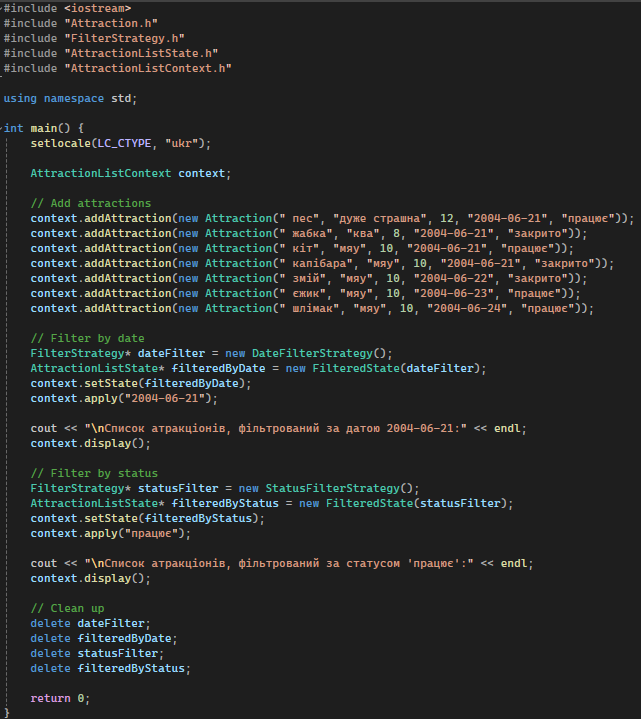 #include <iostream>
#include "Attraction.h"
#include "FilterStrategy.h"
#include "AttractionListState.h"
#include "AttractionListContext.h"

using namespace std;

int main() {
    setlocale(LC_CTYPE, "ukr");

    AttractionListContext context;

    // Add attractions
    context.addAttraction(new Attraction(" пес", "дуже страшна", 12, "2004-06-21", "працює"));
    context.addAttraction(new Attraction(" жабка", "ква", 8, "2004-06-21", "закрито"));
    context.addAttraction(new Attraction(" кіт", "мяу", 10, "2004-06-21", "працює"));
    context.addAttraction(new Attraction(" капібара", "мяу", 10, "2004-06-21", "закрито"));
    context.addAttraction(new Attraction(" змій", "мяу", 10, "2004-06-22", "закрито"));
    context.addAttraction(new Attraction(" єжик", "мяу", 10, "2004-06-23", "працює"));
    context.addAttraction(new Attraction(" шлімак", "мяу", 10, "2004-06-24", "працює"));

    // Filter by date
    FilterStrategy* dateFilter = new DateFilterStrategy();
    AttractionListState* filteredByDate = new FilteredState(dateFilter);
    context.setState(filteredByDate);
    context.apply("2004-06-21");

    cout << "\nСписок атракціонів, фільтрований за датою 2004-06-21:" << endl;
    context.display();

    // Filter by status
    FilterStrategy* statusFilter = new StatusFilterStrategy();
    AttractionListState* filteredByStatus = new FilteredState(statusFilter);
    context.setState(filteredByStatus);
    context.apply("працює");

    cout << "\nСписок атракціонів, фільтрований за статусом 'працює':" << endl;
    context.display();

    // Clean up
    delete dateFilter;
    delete filteredByDate;
    delete statusFilter;
    delete filteredByStatus;

    return 0;
}